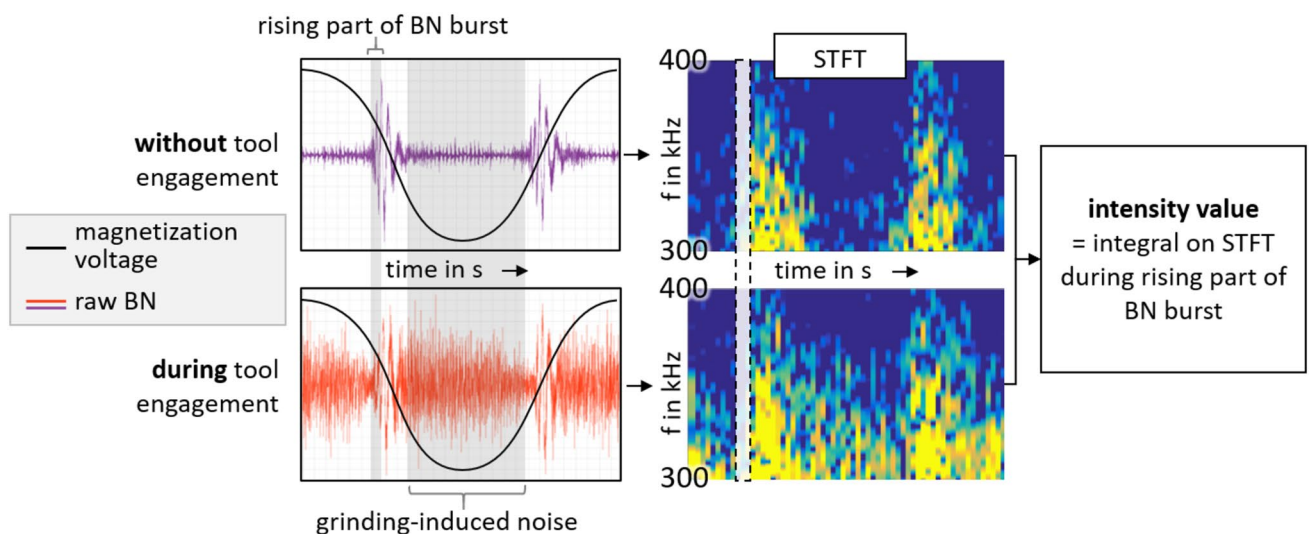 rising part of BN burst
without tool
engagement
magnetization
voltage
raw BN
during tool
engagement
time in s
grinding-induced noise
STFT
400
f in kHz
300
time in s
400
f in kHz
300
intensity value
= integral on STFT
during rising part of
BN burst